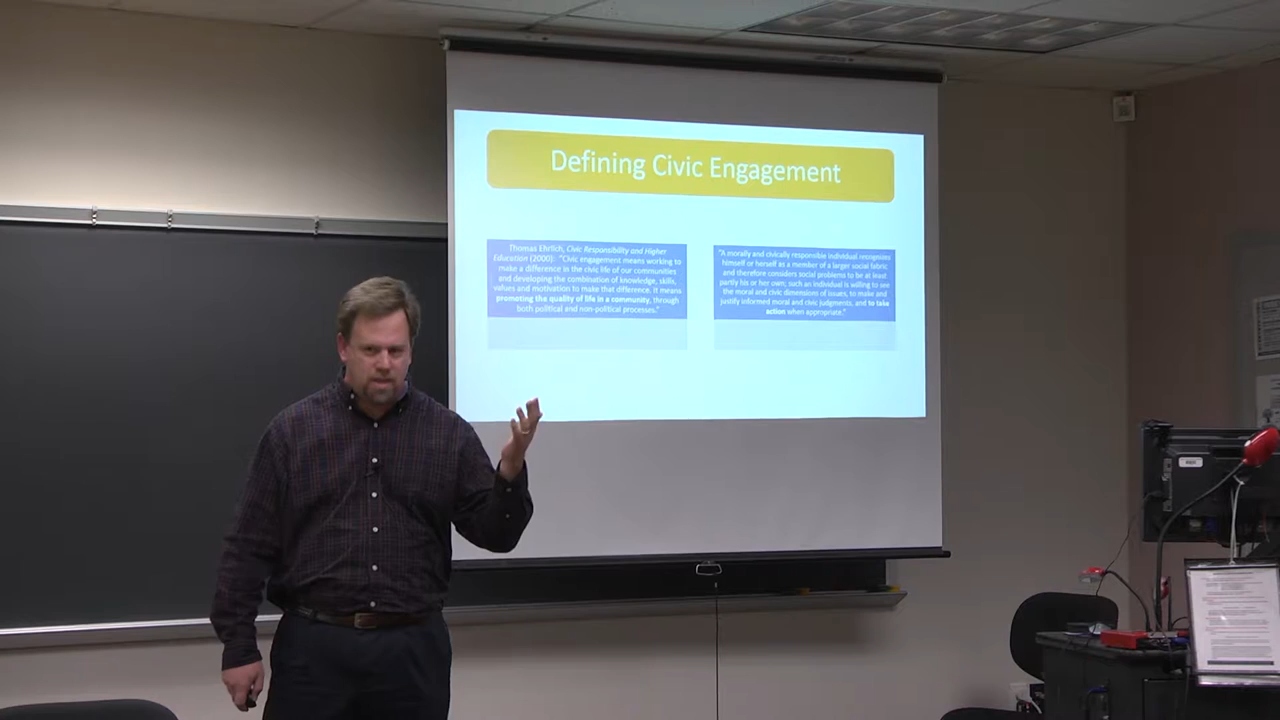 Defining Civic Engagement
Thomas Ehrlich, Civic Responsibility and Higher
Education (2000): "Civic engagement means working to
make a difference in the civic life of our communities
and developing the combination of knowledge, skills,
values and motivation to make that difference. It means
promoting the quality of life in a community, through
both political and non-political processes."
"A morally and civically responsible individual recognizes
himself or herself as a member of a larger social fabric
and therefore considers social problems to be at least
partly his or her own; such an individual is willing to see
the moral and civic dimensions of issues, to make and
justify informed moral and civic judgments, and to take
action when appropriate."